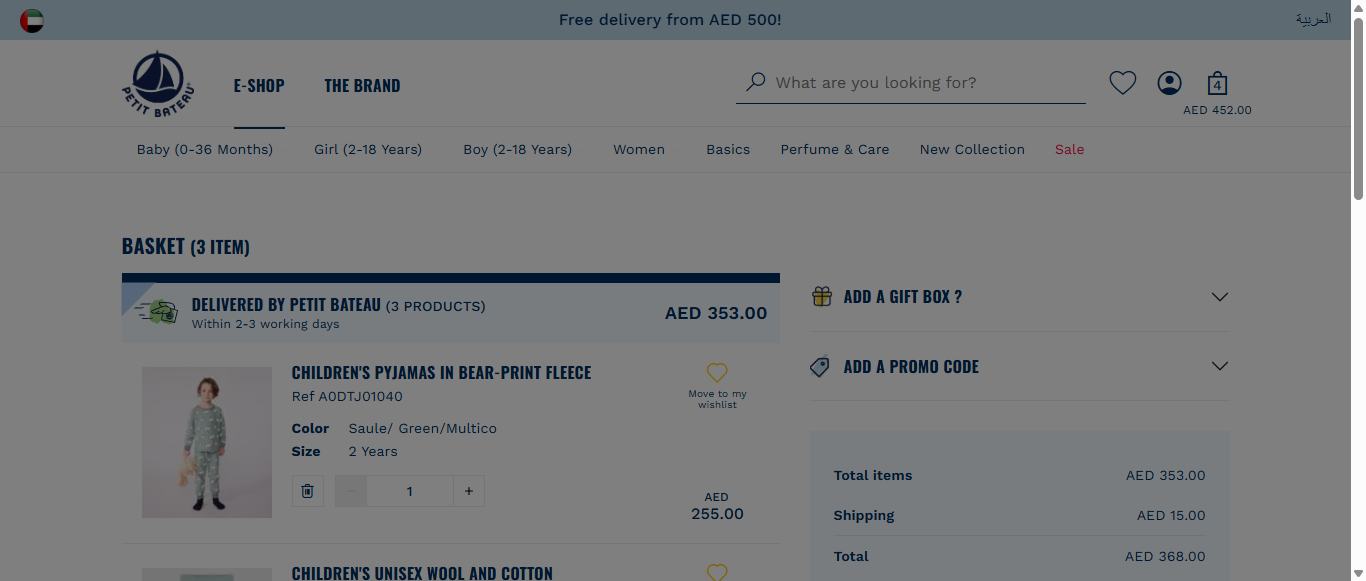 Free delivery from AED 500!
العربية
PETIT BATEAU
E-SHOP
THE BRAND
What are you looking for?
4
AED 452.00
Baby (0-36 Months)
Girl (2-18 Years)
Boy (2-18 Years)
Women
Basics
Perfume & Care
New Collection
Sale
BASKET (3 ITEM)
DELIVERED BY PETIT BATEAU (3 PRODUCTS)
Within 2-3 working days
AED 353.00
CHILDREN'S PYJAMAS IN BEAR-PRINT FLEECE
Ref A0DTJ01040
Color Saule/ Green/Multico
Size 2 Years
- 1 +
Move to my
wishlist
AED
255.00
CHILDREN'S UNISEX WOOL AND COTTON
ADD A GIFT BOX ?
ADD A PROMO CODE
Total items AED 353.00
Shipping AED 15.00
Total AED 368.00